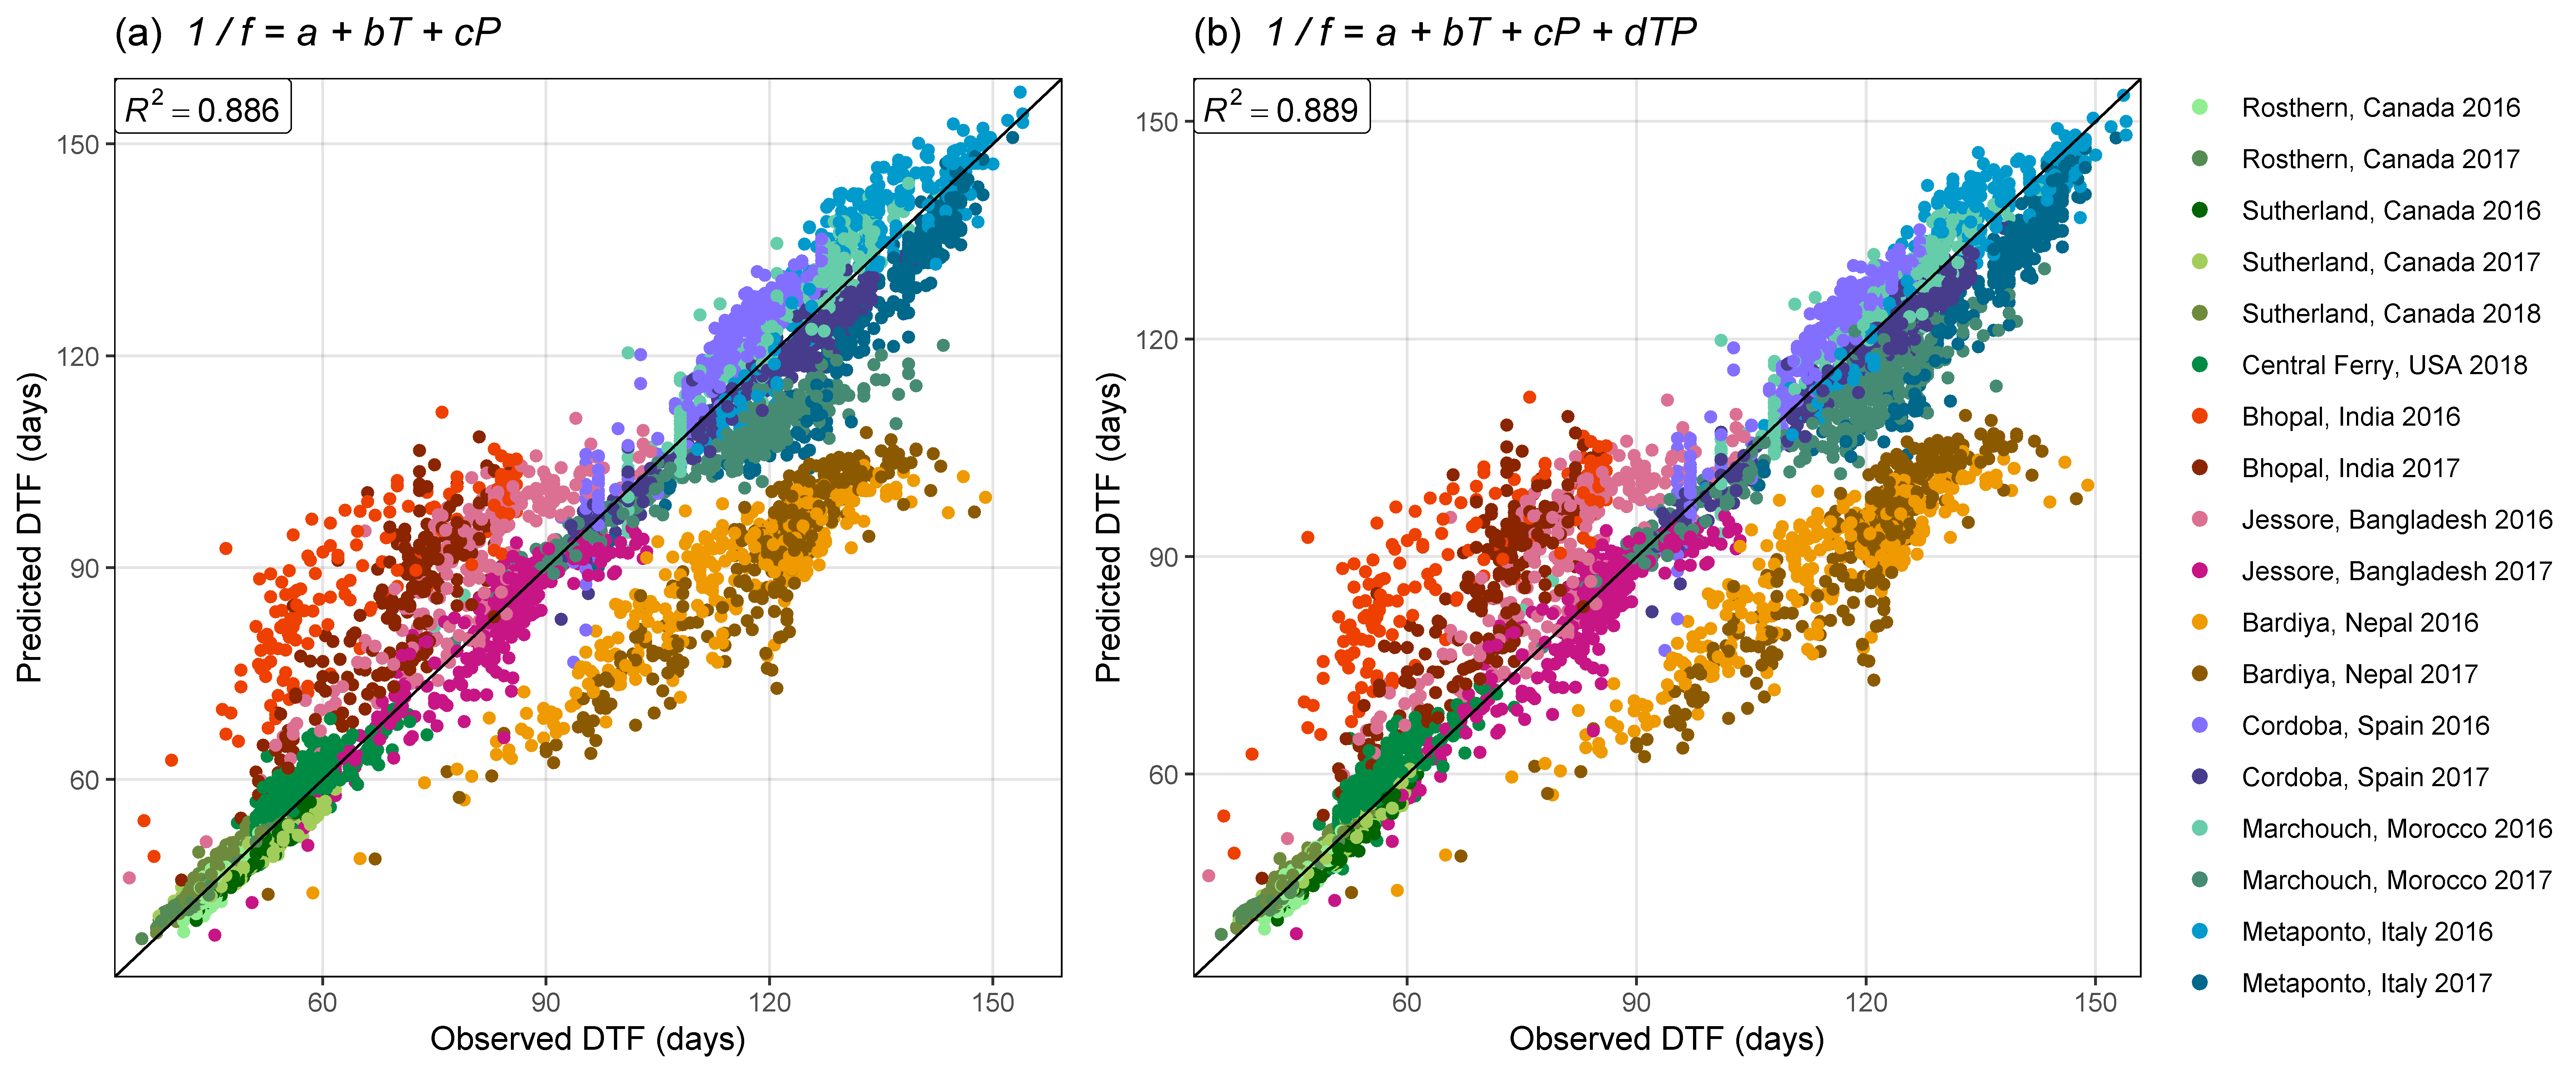 (a) 1 / f = a + bT + cP
R² = 0.886
150
120
90
60
60 90 120 150
Predicted DTF (days)
Observed DTF (days)
(b) 1 / f = a + bT + cP + dTP
R² = 0.889
150
120
90
60
60 90 120 150
Predicted DTF (days)
Observed DTF (days)
Rosthern, Canada 2016
Rosthern, Canada 2017
Sutherland, Canada 2016
Sutherland, Canada 2017
Sutherland, Canada 2018
Central Ferry, USA 2018
Bhopal, India 2016
Bhopal, India 2017
Jessore, Bangladesh 2016
Jessore, Bangladesh 2017
Bardiya, Nepal 2016
Bardiya, Nepal 2017
Cordoba, Spain 2016
Cordoba, Spain 2017
Marchouch, Morocco 2016
Marchouch, Morocco 2017
Metaponto, Italy 2016
Metaponto, Italy 2017